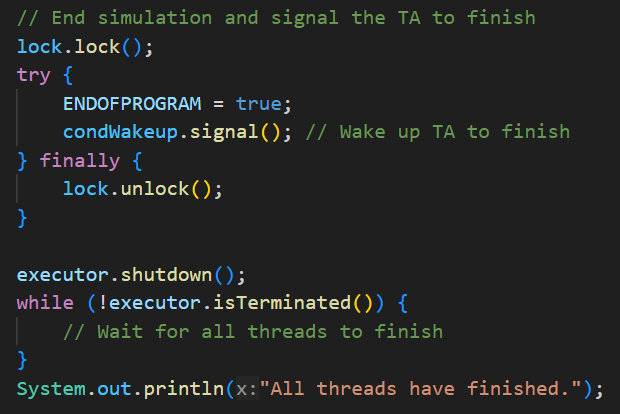 // End simulation and signal the TA to finish
lock.lock();
try {
    ENDOFPROGRAM = true;
    condWakeup.signal(); // Wake up TA to finish
} finally {
    lock.unlock();
}

executor.shutdown();
while (!executor.isTerminated()) {
    // Wait for all threads to finish
}
System.out.println(x:"All threads have finished.");